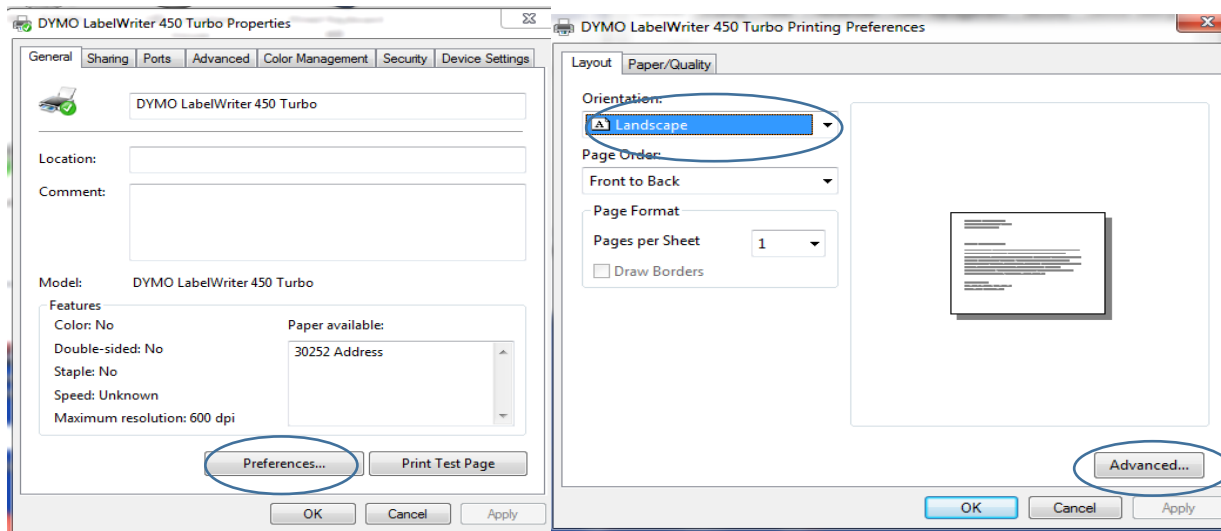 DYMO LabelWriter 450 Turbo Properties
General Sharing Ports Advanced Color Management Security Device Settings
DYMO LabelWriter 450 Turbo
Location:
Comment:
Model: DYMO LabelWriter 450 Turbo
Features
Color: No
Double-sided: No
Staple: No
Speed: Unknown
Maximum resolution: 600 dpi
Paper available:
30252 Address
Preferences... Print Test Page
OK Cancel Apply
DYMO LabelWriter 450 Turbo Printing Preferences
Layout Paper/Quality
Orientation:
A Landscape
Page Order:
Front to Back
Page Format
Pages per Sheet 1
Draw Borders
Advanced...
OK Cancel Apply